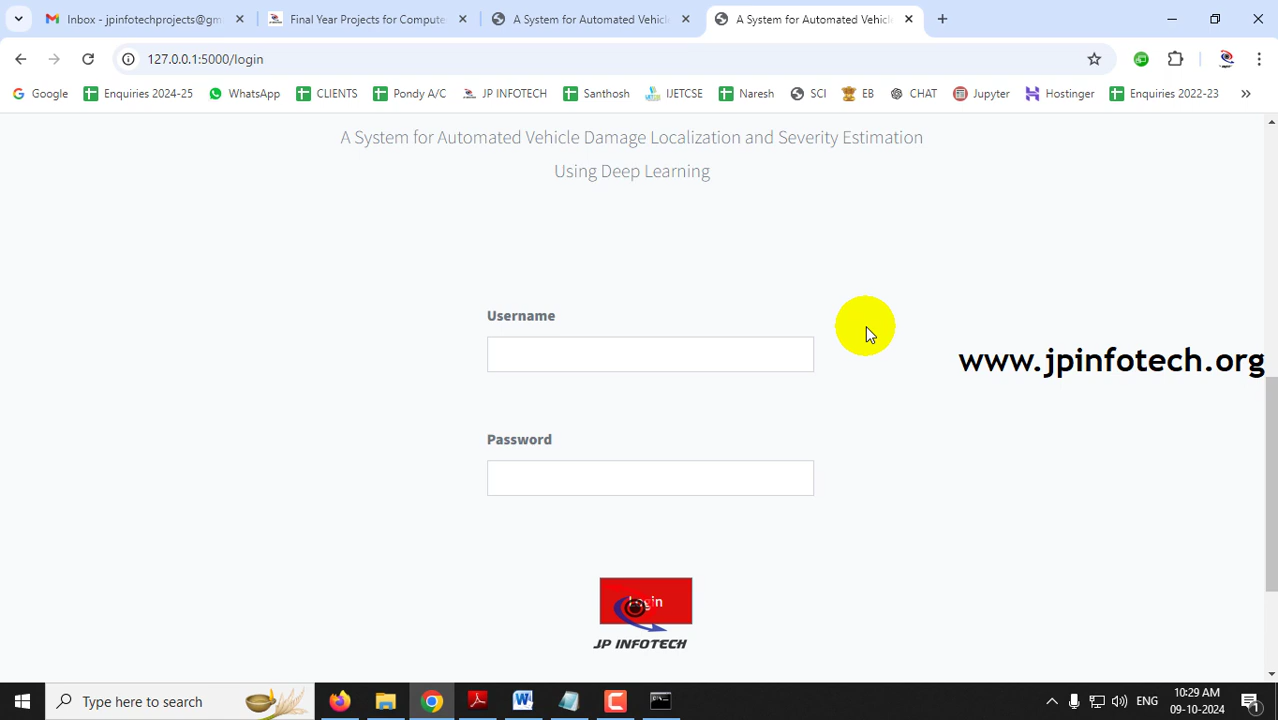 Inbox - jpinfotechprojects@gm
Final Year Projects for Compute
A System for Automated Vehicle
A System for Automated Vehicle
127.0.0.1:5000/login
Google
Enquiries 2024-25
WhatsApp
CLIENTS
Pondy A/C
JP INFOTECH
Santhosh
IJETCSE
Naresh
SCI
EB
CHAT
Jupyter
Hostinger
Enquiries 2022-23
A System for Automated Vehicle Damage Localization and Severity Estimation
Using Deep Learning
Username
www.jpinfotech.org
Password
Login
JP INFOTECH
Type here to search
ENG
10:29 AM
09-10-2024
1